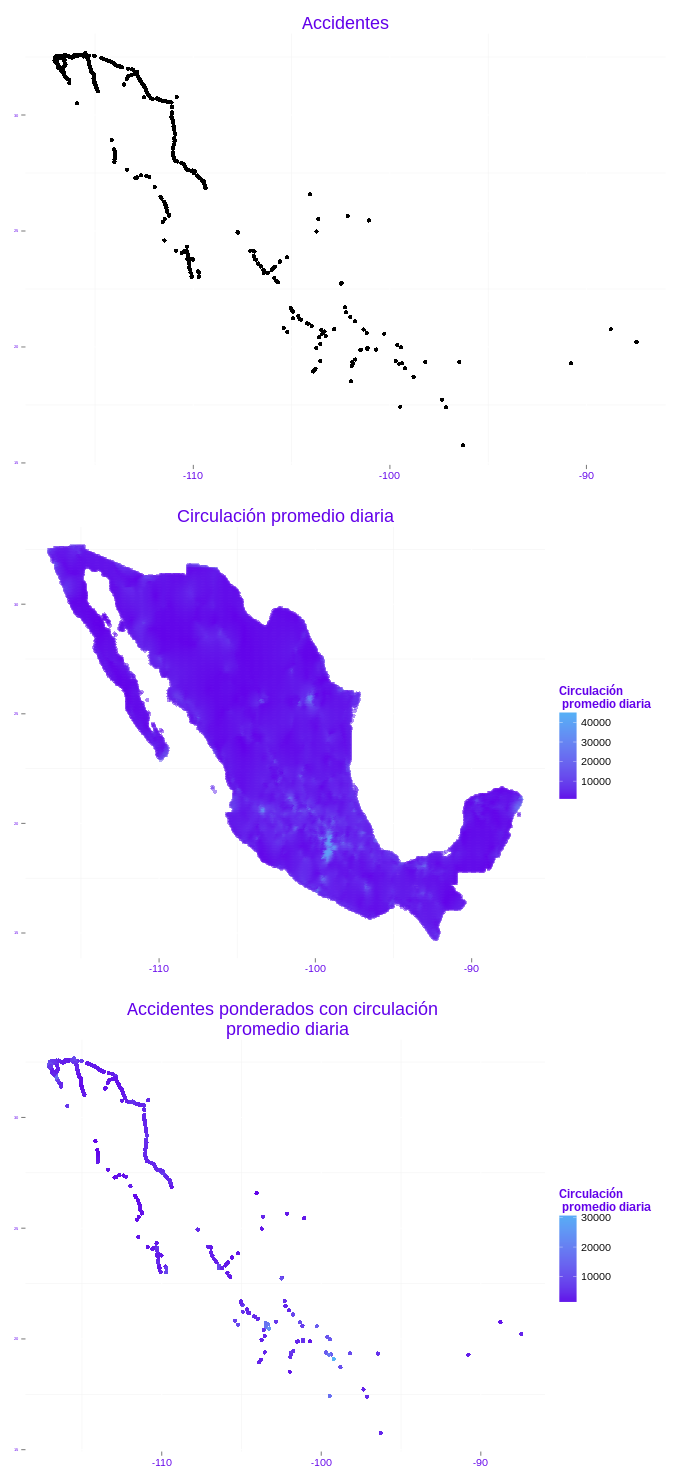 Accidentes
-110
-100
-90
Circulación promedio diaria
Circulación
promedio diaria
40000
30000
20000
10000
-110
-100
-90
Accidentes ponderados con circulación
promedio diaria
Circulación
promedio diaria
30000
20000
10000
-110
-100
-90